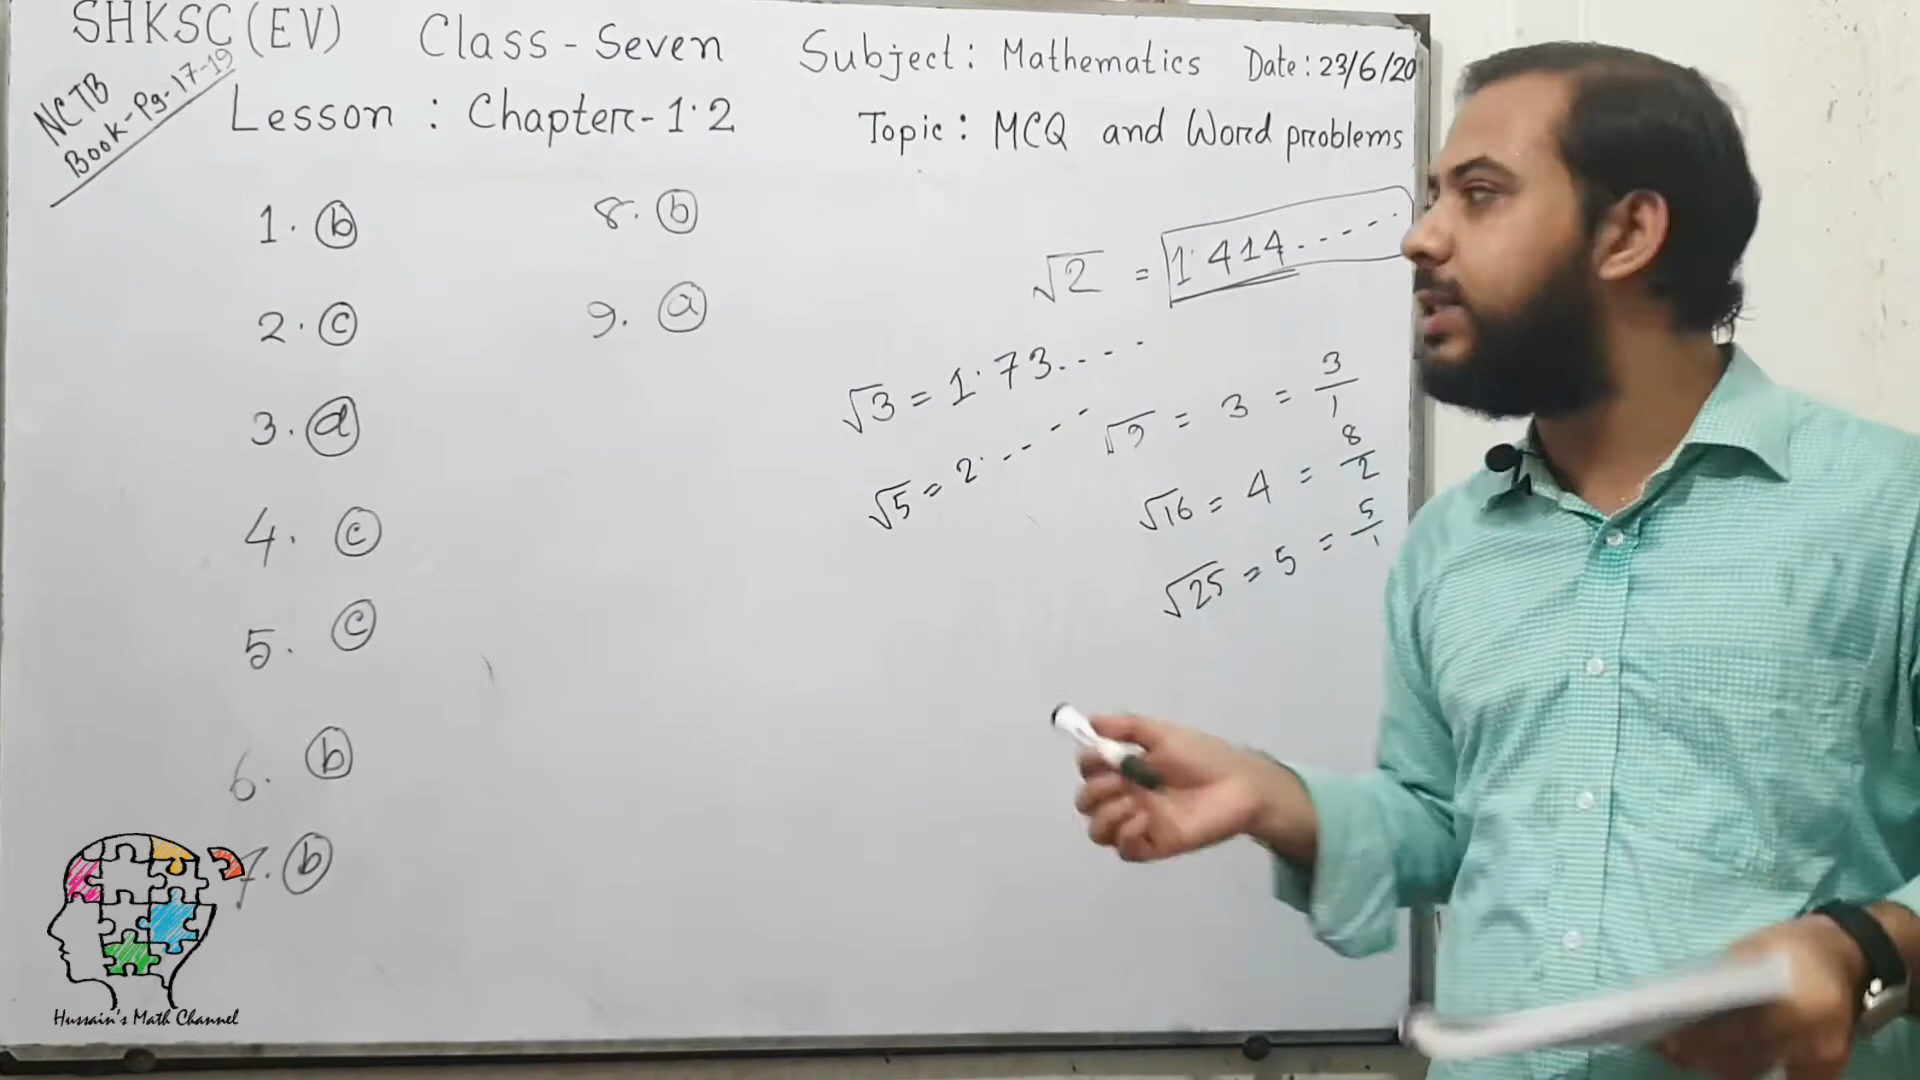 SHKSC(EV) Class - Seven Subject: Mathematics Date: 23/6/20
NCTB
Book-Pg-17-19
Lesson : Chapter-1.2 Topic: MCQ and Word problems
1. b
2. c
3. d
4. c
5. c
6. b
7. b
8. b
9. a
√2 = 1.414.....
√3 = 1.73....
√5 = 2.....
√9 = 3 = 3/1
√16 = 4 = 8/2
√25 = 5 = 5/1
Hussain's Math Channel